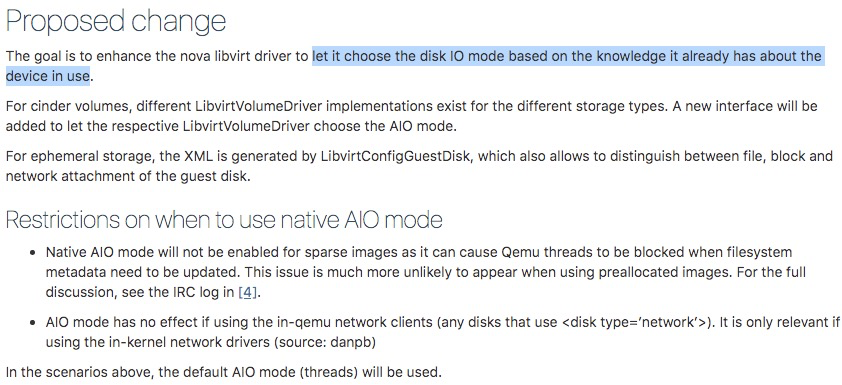 Proposed change
The goal is to enhance the nova libvirt driver to let it choose the disk IO mode based on the knowledge it already has about the
device in use.
For cinder volumes, different LibvirtVolumeDriver implementations exist for the different storage types. A new interface will be
added to let the respective LibvirtVolumeDriver choose the AIO mode.
For ephemeral storage, the XML is generated by LibvirtConfigGuestDisk, which also allows to distinguish between file, block and
network attachment of the guest disk.
Restrictions on when to use native AIO mode
• Native AIO mode will not be enabled for sparse images as it can cause Qemu threads to be blocked when filesystem
metadata need to be updated. This issue is much more unlikely to appear when using preallocated images. For the full
discussion, see the IRC log in [4].
• AIO mode has no effect if using the in-qemu network clients (any disks that use <disk type=’network’>). It is only relevant if
using the in-kernel network drivers (source: danpb)
In the scenarios above, the default AIO mode (threads) will be used.